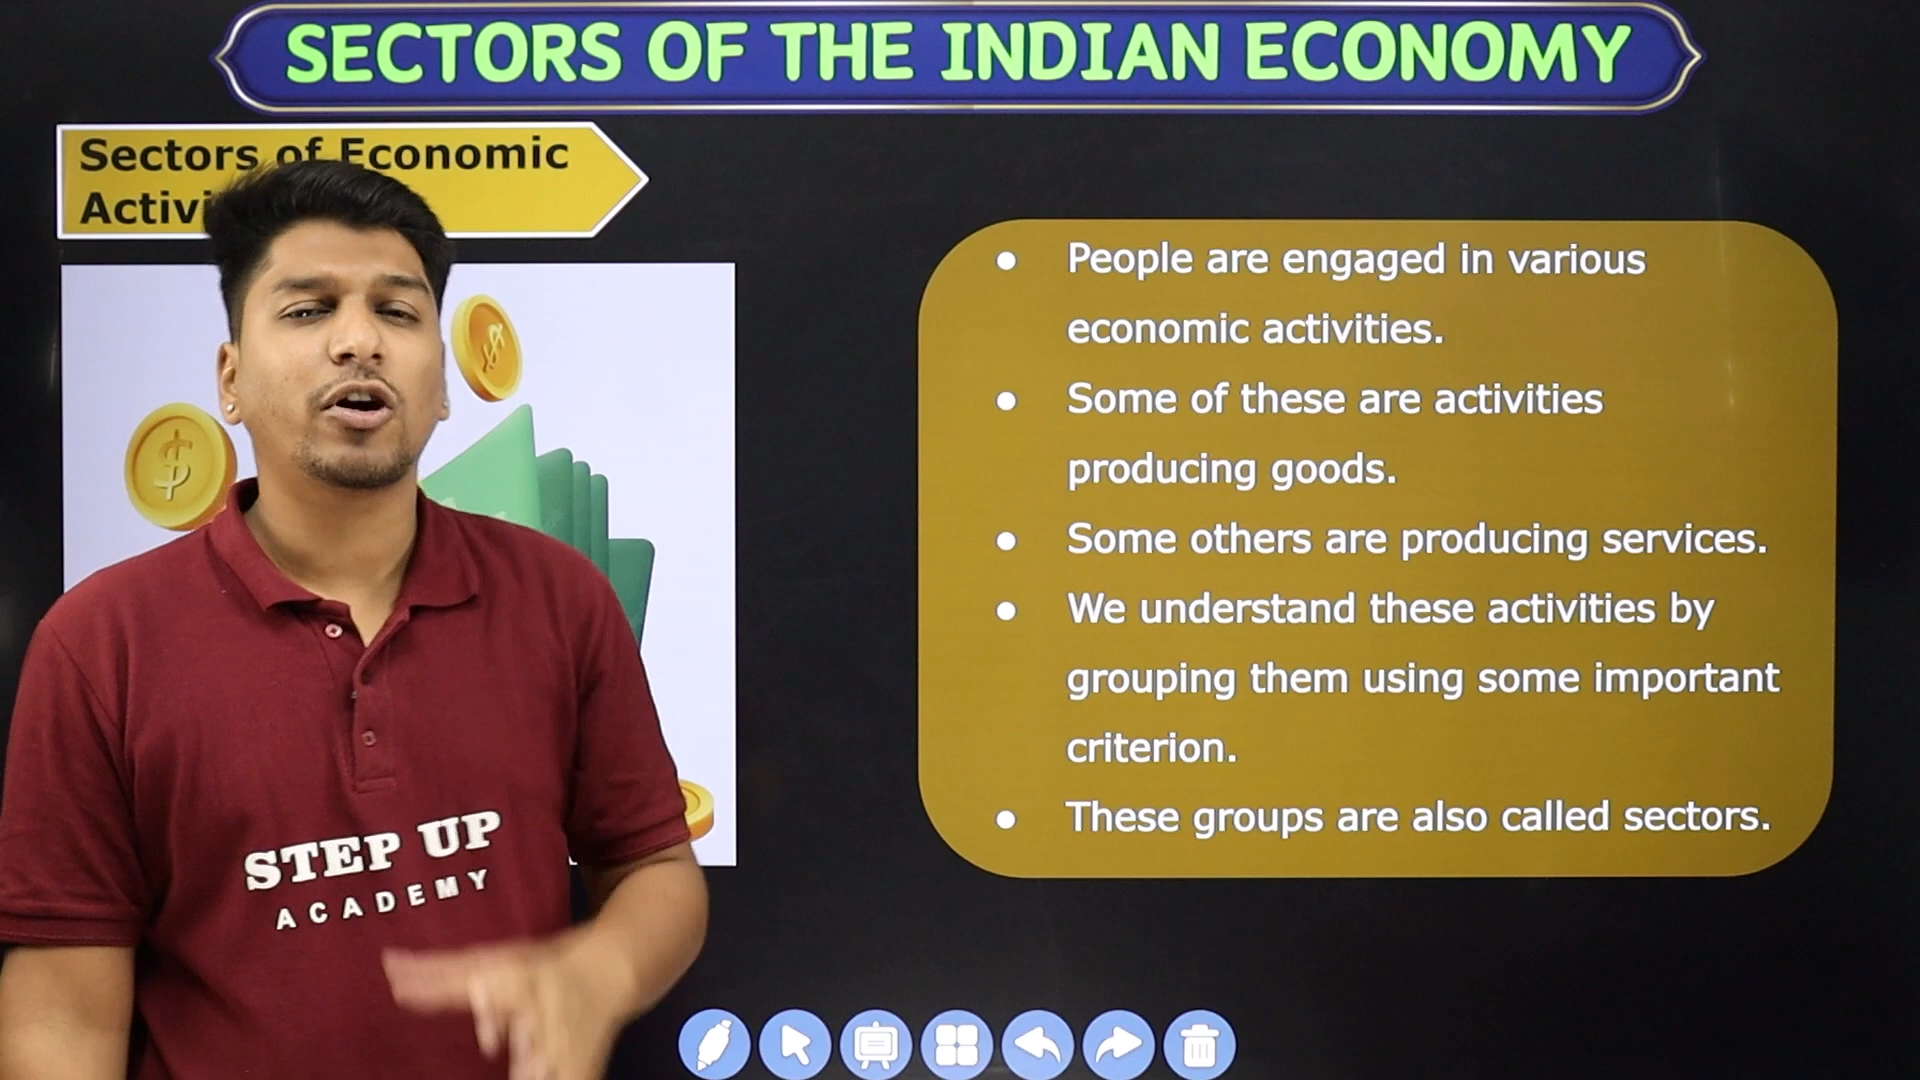 SECTORS OF THE INDIAN ECONOMY
Sectors of Economic
● People are engaged in various
economic activities.
● Some of these are activities
producing goods.
● Some others are producing services.
● We understand these activities by
grouping them using some important
criterion.
● These groups are also called sectors.
STEP UP
ACADEMY